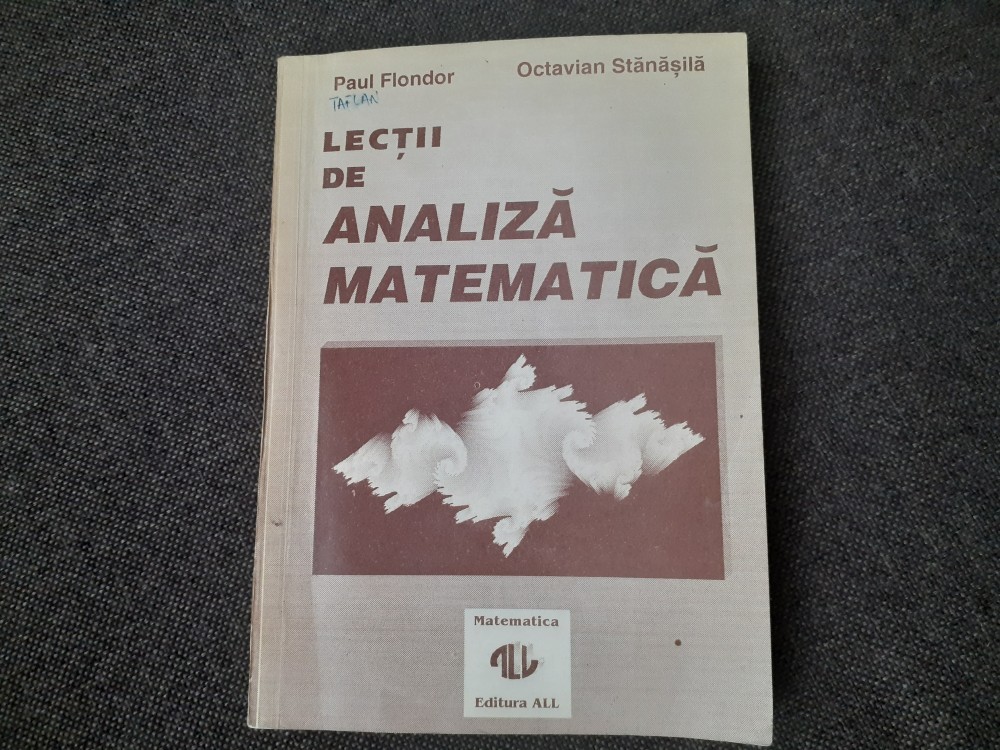 Paul Flondor
Octavian Stănășilă
TAFLAN
LECȚII
DE
ANALIZĂ
MATEMATICĂ
Matematica
ALL
Editura ALL